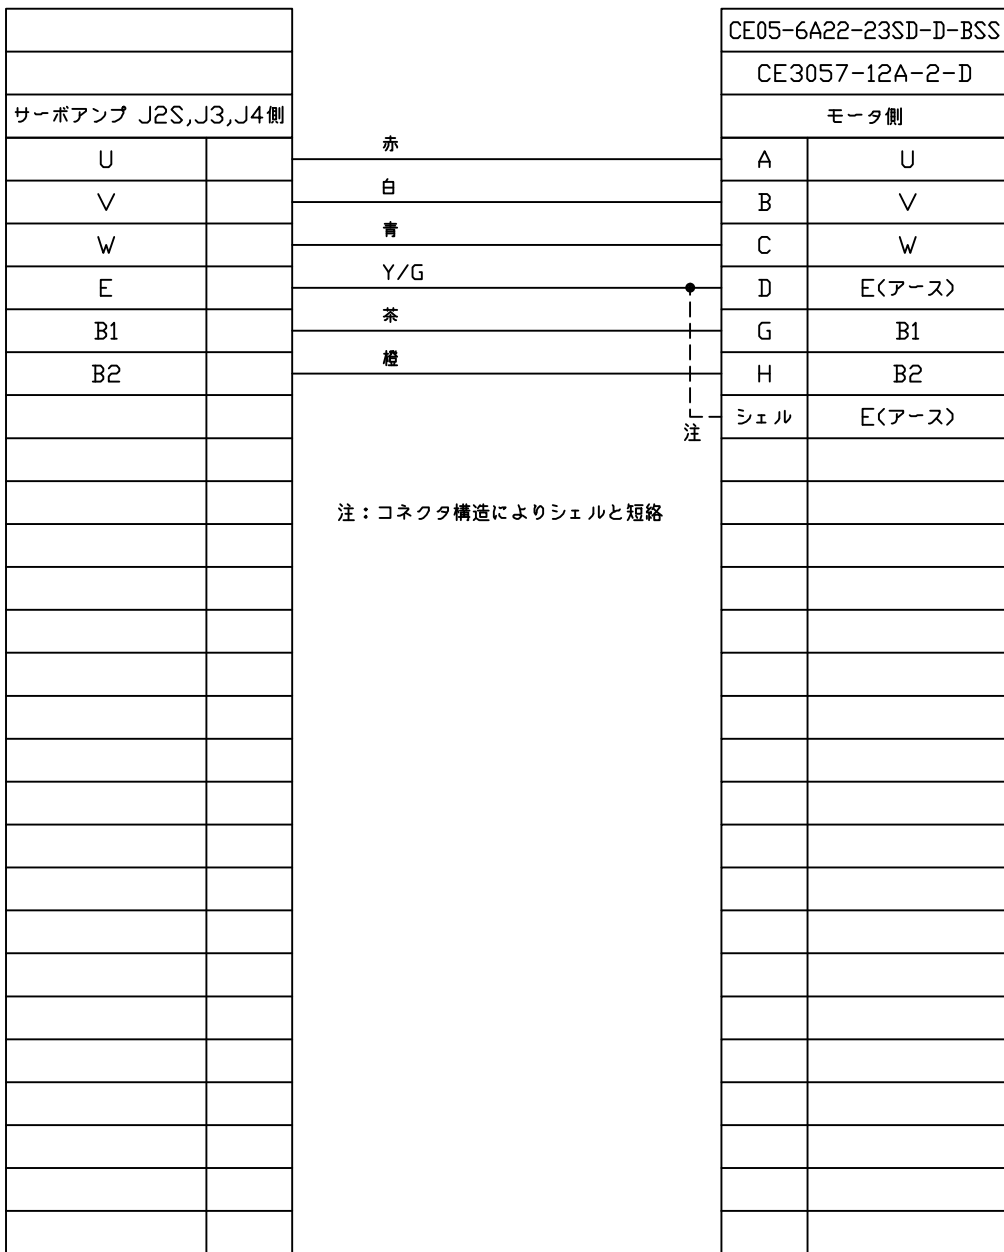 CE05-6A22-23SD-D-BSS
CE3057-12A-2-D
サーボアンプ J2S,J3,J4側 モータ側
U 赤 A U
V 白 B V
W 青 C W
E Y/G D E(アース)
B1 茶 G B1
B2 橙 H B2
シェル E(アース)
注
注：コネクタ構造によりシェルと短絡